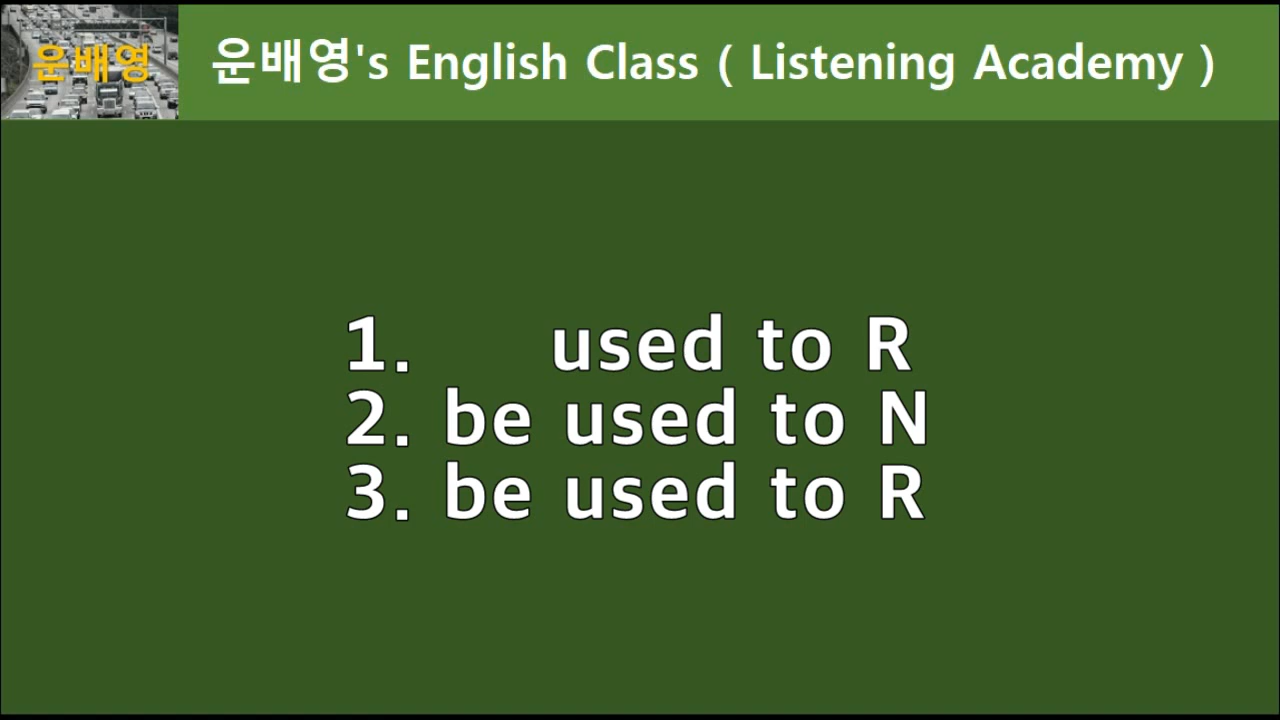 운배영
운배영's English Class ( Listening Academy )
1. used to R
2. be used to N
3. be used to R